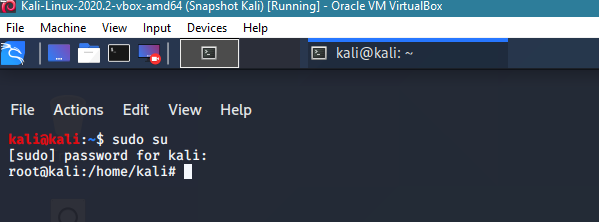 Kali-Linux-2020.2-vbox-amd64 (Snapshot Kali) [Running] - Oracle VM VirtualBox
File Machine View Input Devices Help
kali@kali: ~
File Actions Edit View Help
kali@kali:~$ sudo su
[sudo] password for kali:
root@kali:/home/kali#